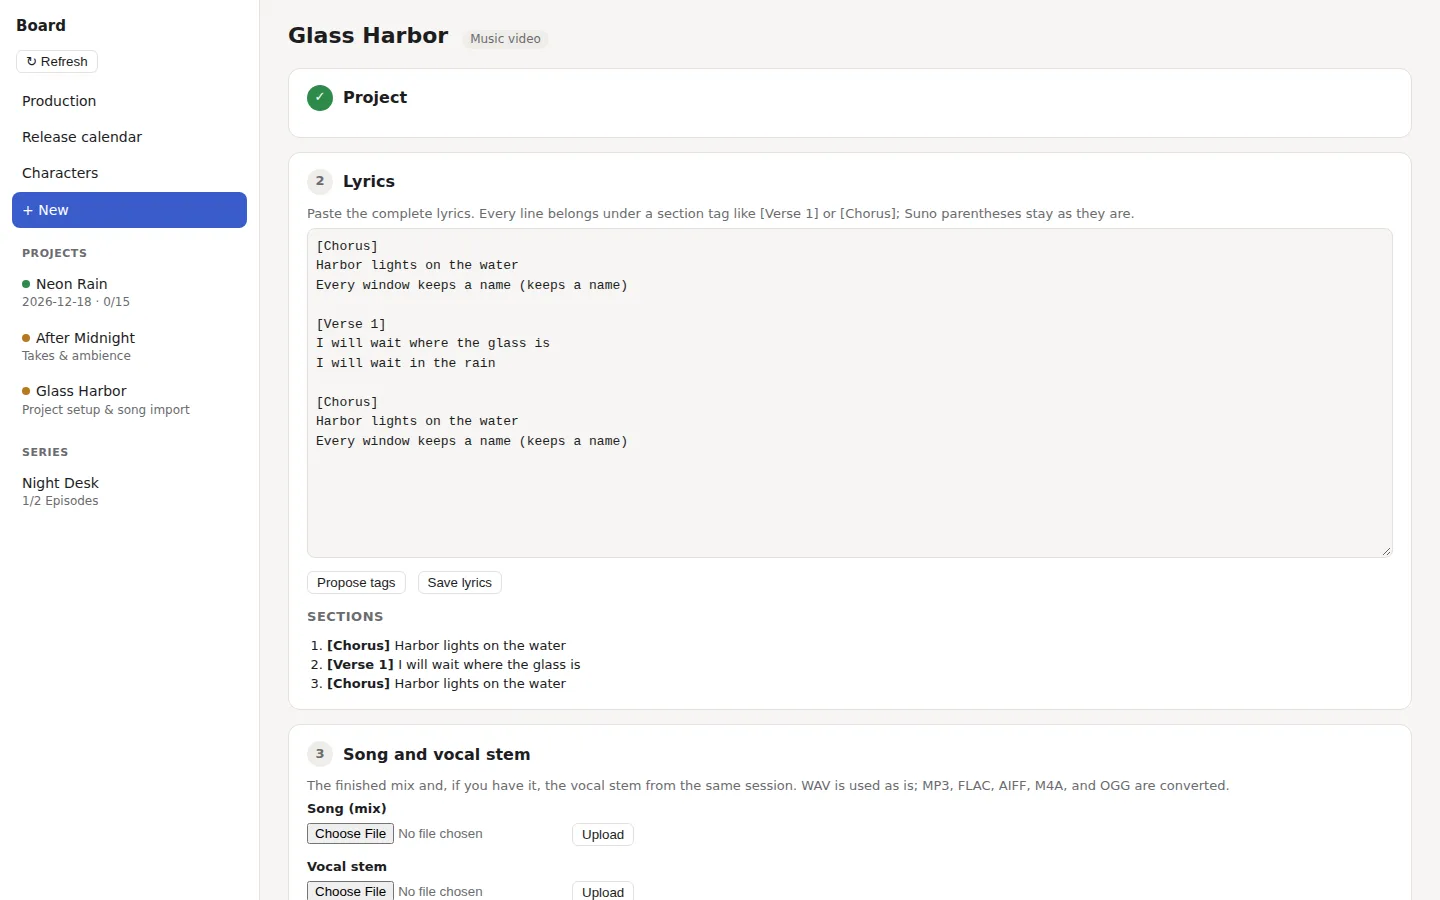 Board
↻ Refresh
Production
Release calendar
Characters
+ New
PROJECTS
Neon Rain
2026-12-18 · 0/15
After Midnight
Takes & ambience
Glass Harbor
Project setup & song import
SERIES
Night Desk
1/2 Episodes
Glass Harbor Music video
✓ Project
2 Lyrics
Paste the complete lyrics. Every line belongs under a section tag like [Verse 1] or [Chorus]; Suno parentheses stay as they are.
[Chorus]
Harbor lights on the water
Every window keeps a name (keeps a name)
[Verse 1]
I will wait where the glass is
I will wait in the rain
[Chorus]
Harbor lights on the water
Every window keeps a name (keeps a name)
Propose tags Save lyrics
SECTIONS
1. [Chorus] Harbor lights on the water
2. [Verse 1] I will wait where the glass is
3. [Chorus] Harbor lights on the water
3 Song and vocal stem
The finished mix and, if you have it, the vocal stem from the same session. WAV is used as is; MP3, FLAC, AIFF, M4A, and OGG are converted.
Song (mix)
Choose File No file chosen Upload
Vocal stem
Choose File No file chosen Upload